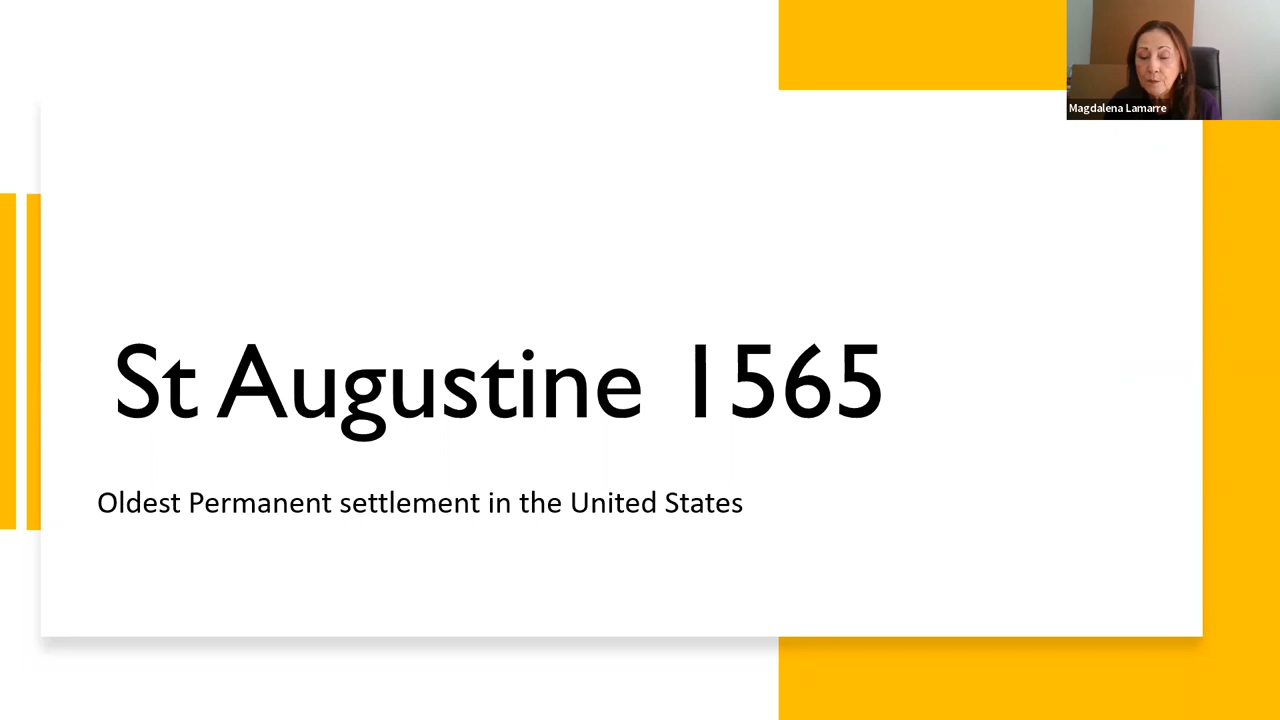 Magdalena Lamarre
St Augustine 1565
Oldest Permanent settlement in the United States